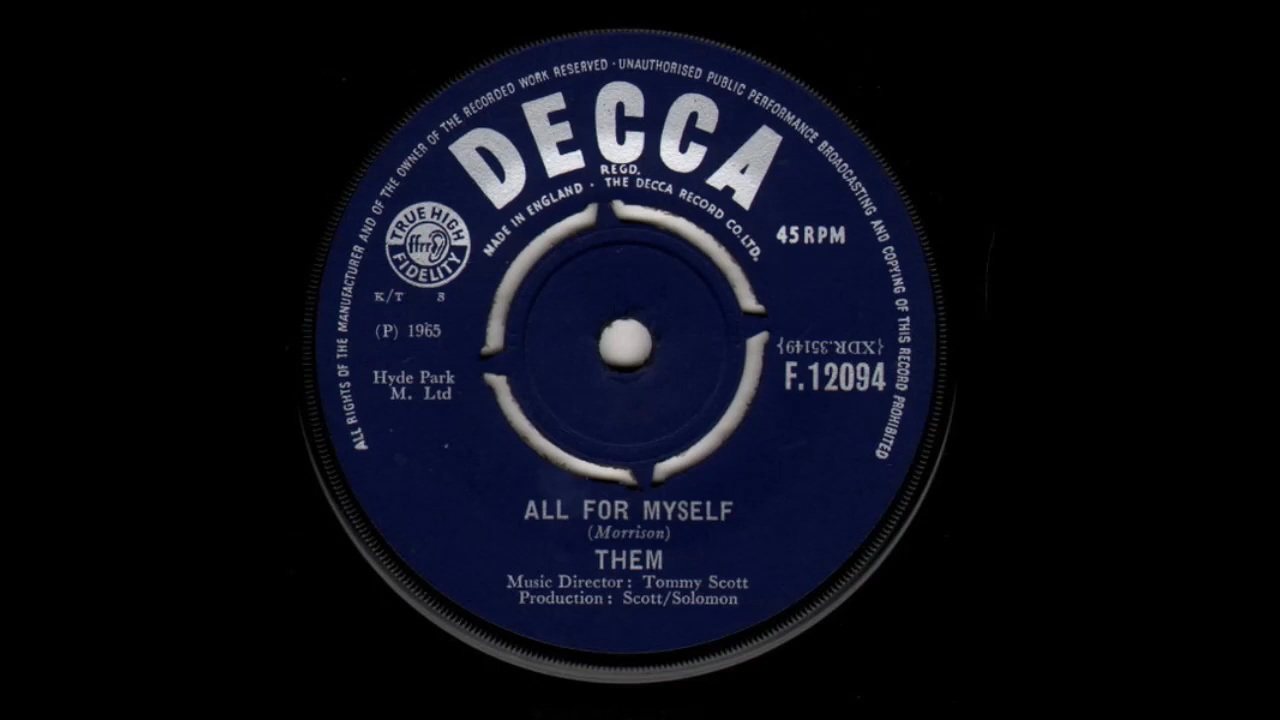 ALL RIGHTS OF THE MANUFACTURER AND OF THE OWNER OF THE RECORDED WORK RESERVED · UNAUTHORISED PUBLIC PERFORMANCE BROADCASTING AND COPYING OF THIS RECORD PROHIBITED
DECCA
REGD.
MADE IN ENGLAND · THE DECCA RECORD CO. LTD.
TRUE HIGH
ffrr
FIDELITY
45 RPM
K/T S
(P) 1965
{XDR.35149}
Hyde Park
M. Ltd
F.12094
ALL FOR MYSELF
(Morrison)
THEM
Music Director : Tommy Scott
Production : Scott/Solomon